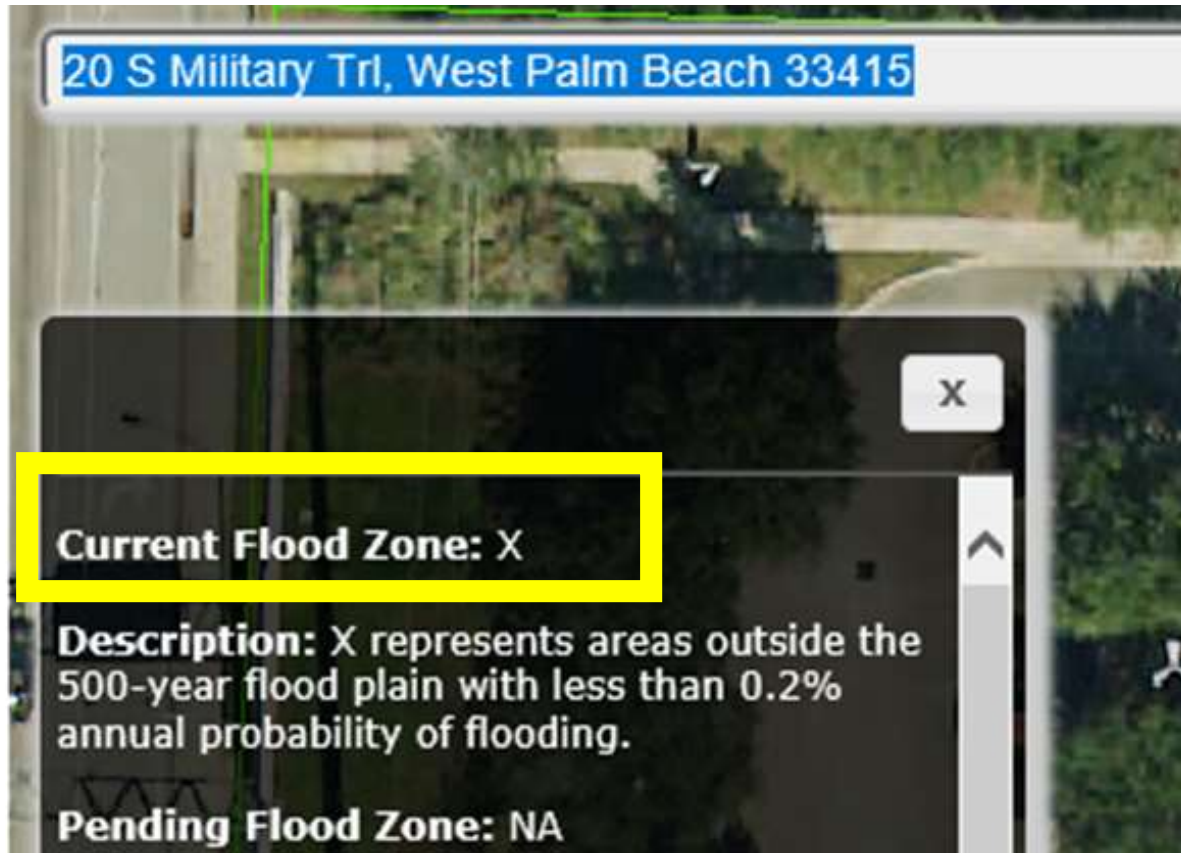 20 S Military Trl, West Palm Beach 33415
x
Current Flood Zone: X
Description: X represents areas outside the
500-year flood plain with less than 0.2%
annual probability of flooding.
Pending Flood Zone: NA